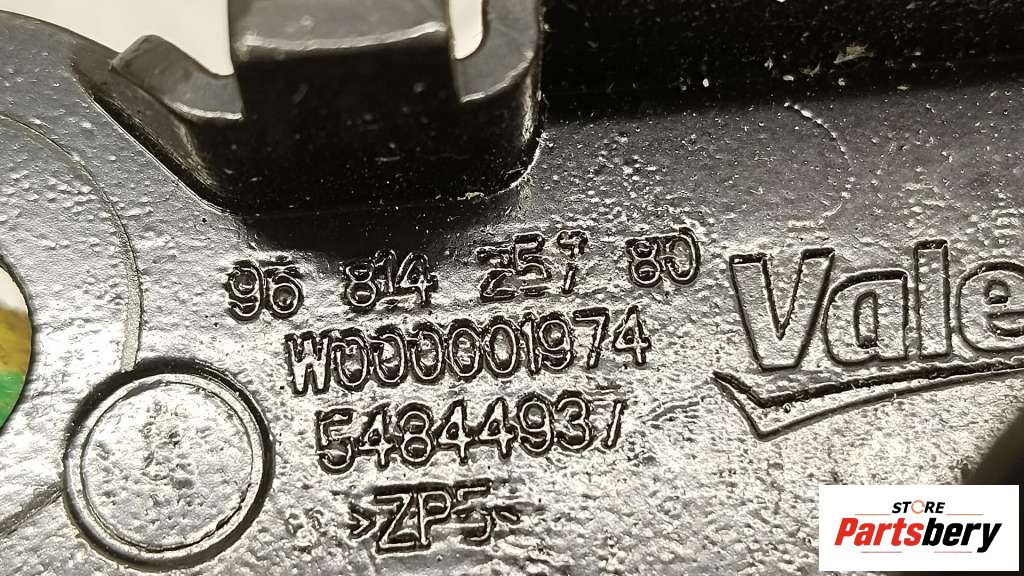 96 814 257 80
W000001974
54844937
>ZP5<
Vale
STORE
Partsbery